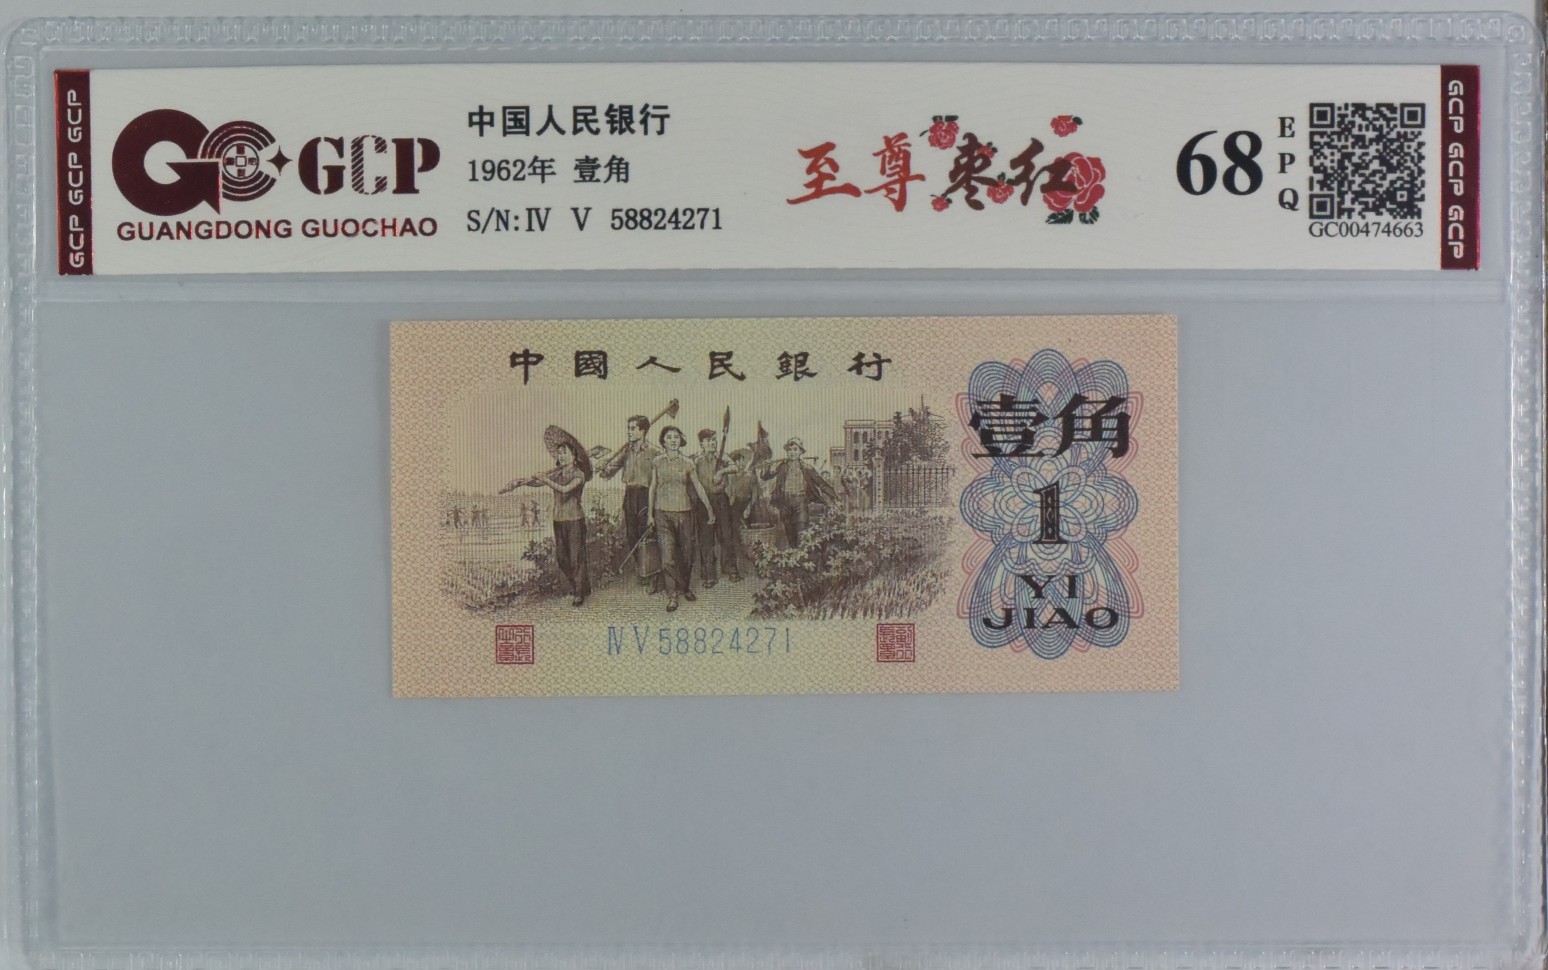 GCP GCP GCP
GCP
GUANGDONG GUOCHAO
中国人民银行
1962年 壹角
S/N:Ⅳ Ⅴ 58824271
至尊枣红
68
EPQ
GC00474663
GCP GCP GCP
中國人民銀行
壹角
1
YI
JIAO
ⅣⅤ58824271